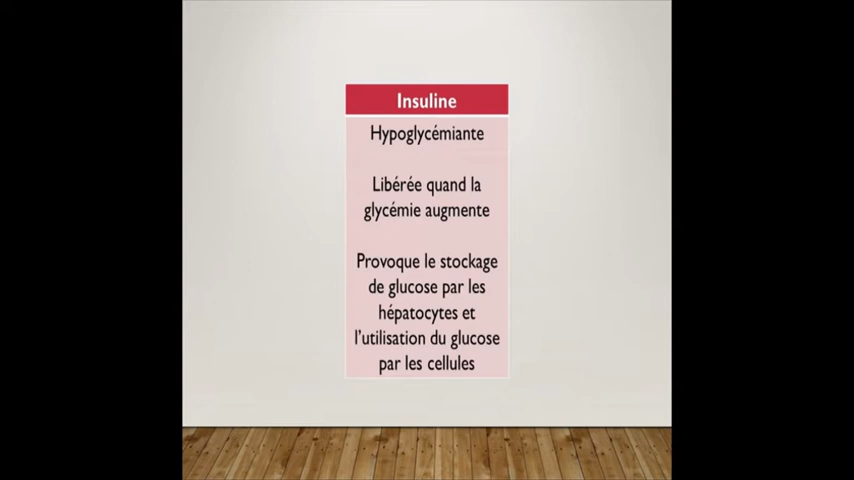 Insuline
Hypoglycémiante
Libérée quand la
glycémie augmente
Provoque le stockage
de glucose par les
hépatocytes et
l'utilisation du glucose
par les cellules